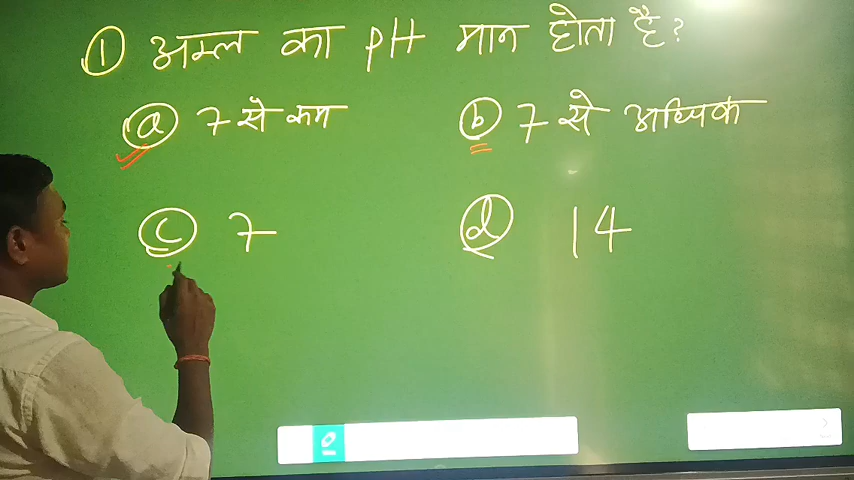 ① अम्ल का pH मान होता है?
ⓐ 7 से कम ⓑ 7 से अधिक
ⓒ 7 ⓓ 14